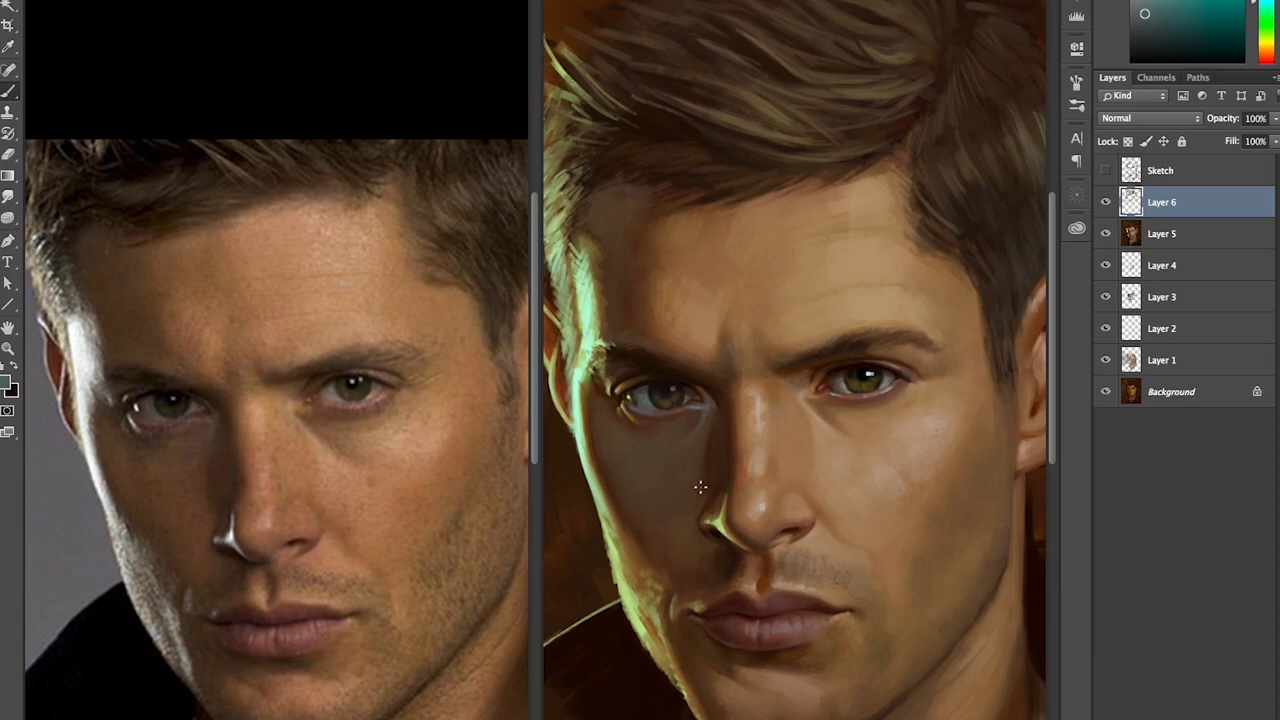 Layers Channels Paths
Kind
Normal Opacity: 100%
Lock: Fill: 100%
Sketch
Layer 6
Layer 5
Layer 4
Layer 3
Layer 2
Layer 1
Background